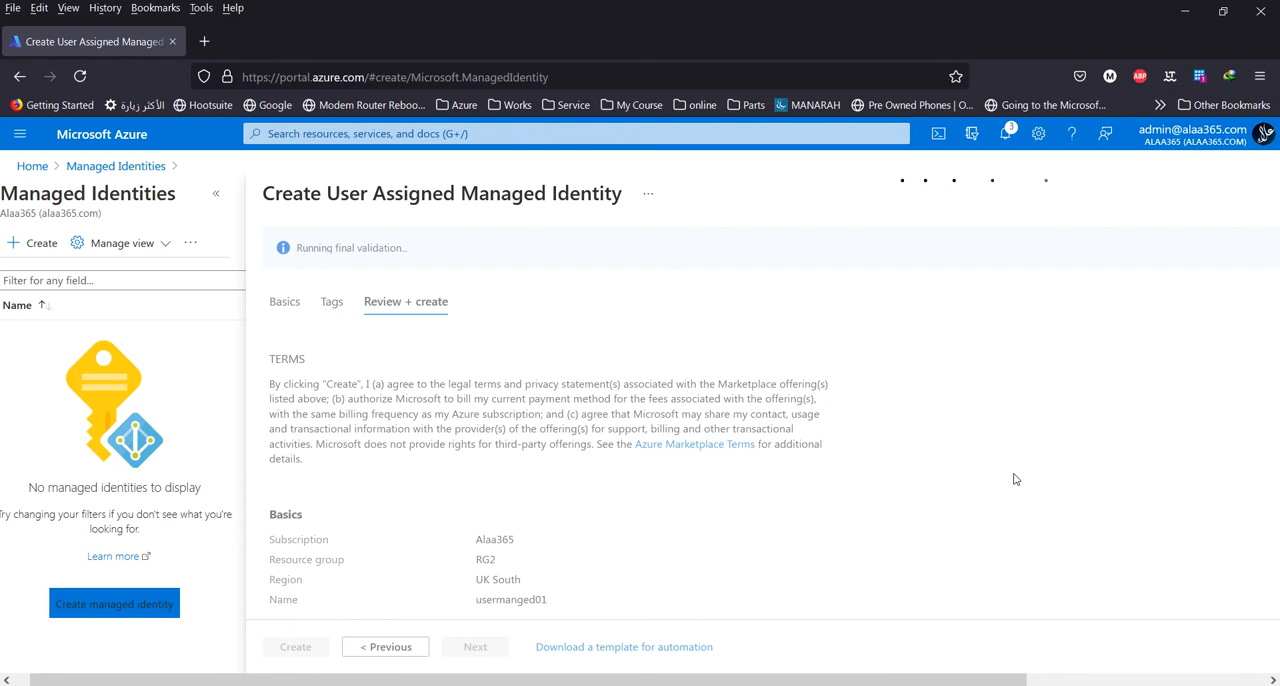 File Edit View History Bookmarks Tools Help
Create User Assigned Managed
https://portal.azure.com/#create/Microsoft.ManagedIdentity
M ABP
Getting Started الأكثر زيارة Hootsuite Google Modem Router Reboo... Azure Works Service My Course online Parts MANARAH Pre Owned Phones | O... Going to the Microsof... Other Bookmarks
Microsoft Azure
Search resources, services, and docs (G+/)
3
admin@alaa365.com
ALAA365 (ALAA365.COM)
Home > Managed Identities >
Managed Identities
Alaa365 (alaa365.com)
+ Create Manage view ...
Filter for any field...
Name
No managed identities to display
Try changing your filters if you don't see what you're
looking for.
Learn more
Create managed identity
Create User Assigned Managed Identity ...
Running final validation...
Basics Tags Review + create
TERMS
By clicking "Create", I (a) agree to the legal terms and privacy statement(s) associated with the Marketplace offering(s)
listed above; (b) authorize Microsoft to bill my current payment method for the fees associated with the offering(s),
with the same billing frequency as my Azure subscription; and (c) agree that Microsoft may share my contact, usage
and transactional information with the provider(s) of the offering(s) for support, billing and other transactional
activities. Microsoft does not provide rights for third-party offerings. See the Azure Marketplace Terms for additional
details.
Basics
Subscription Alaa365
Resource group RG2
Region UK South
Name usermanged01
Create < Previous Next Download a template for automation